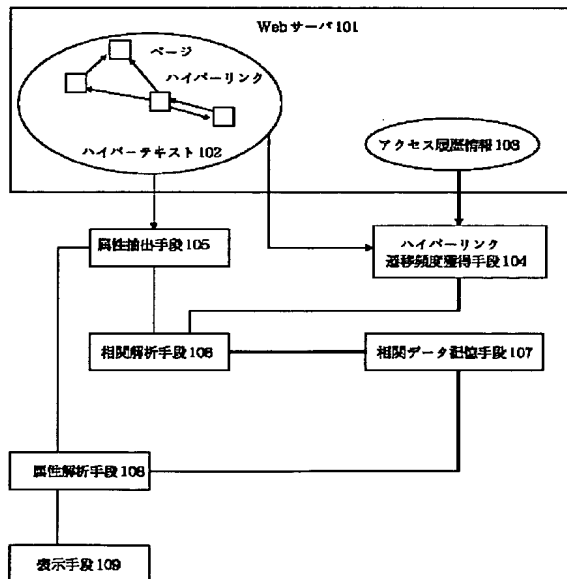 Webサーバ101
ページ
ハイパーリンク
ハイパーテキスト102
アクセス履歴情報103
属性抽出手段105
ハイパーリンク
遷移頻度獲得手段104
相関解析手段106
相関データ記憶手段107
属性解析手段108
表示手段109